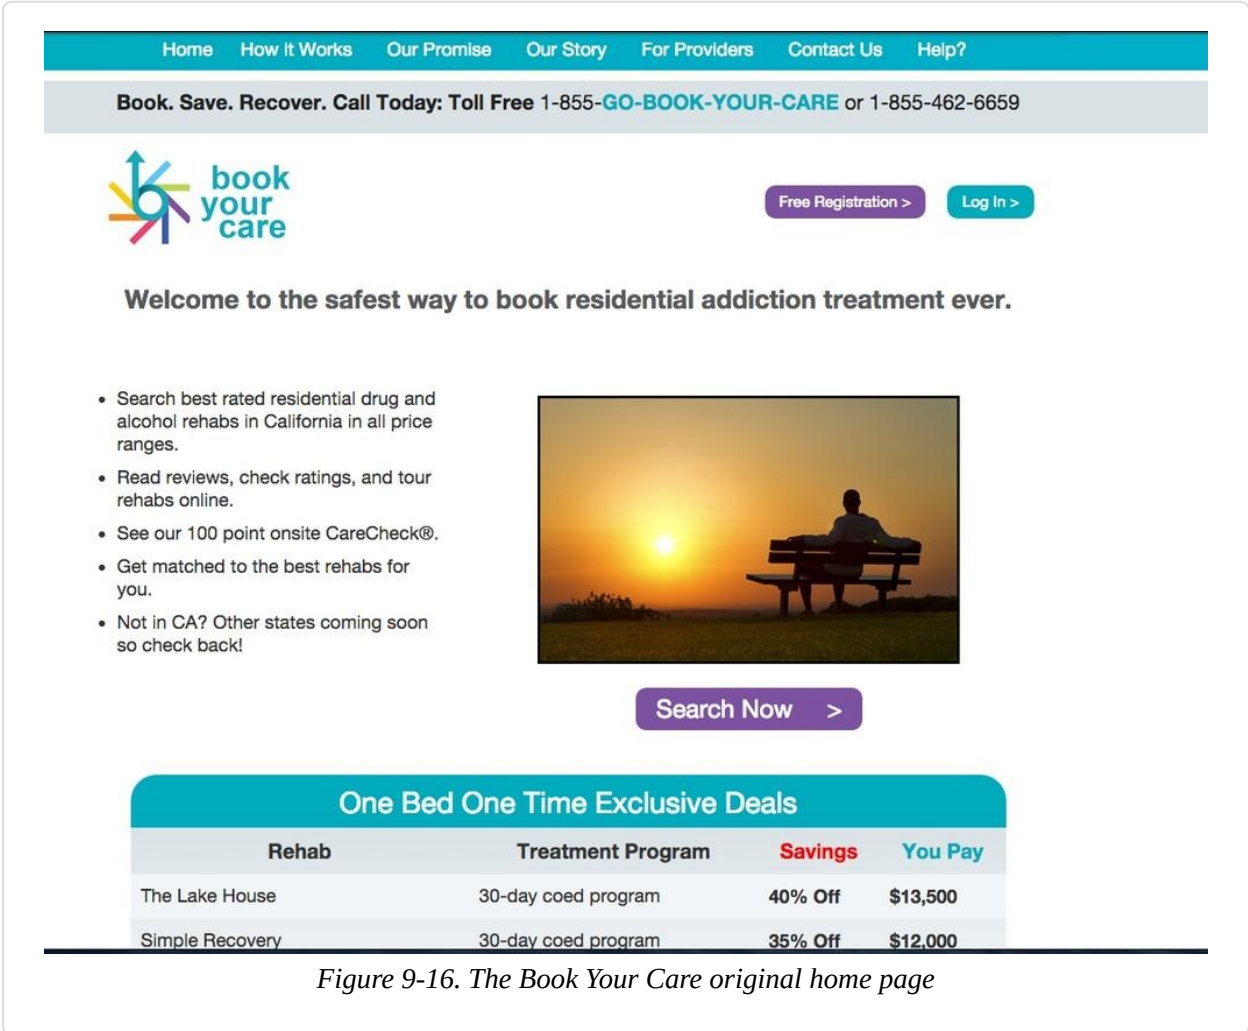 Home How It Works Our Promise Our Story For Providers Contact Us Help?
Book. Save. Recover. Call Today: Toll Free 1-855-GO-BOOK-YOUR-CARE or 1-855-462-6659
book
your
care
Free Registration > Log In >
Welcome to the safest way to book residential addiction treatment ever.
• Search best rated residential drug and
alcohol rehabs in California in all price
ranges.
• Read reviews, check ratings, and tour
rehabs online.
• See our 100 point onsite CareCheck®.
• Get matched to the best rehabs for
you.
• Not in CA? Other states coming soon
so check back!
Search Now >
One Bed One Time Exclusive Deals
Rehab Treatment Program Savings You Pay
The Lake House 30-day coed program 40% Off $13,500
Simple Recovery 30-day coed program 35% Off $12,000
Figure 9-16. The Book Your Care original home page